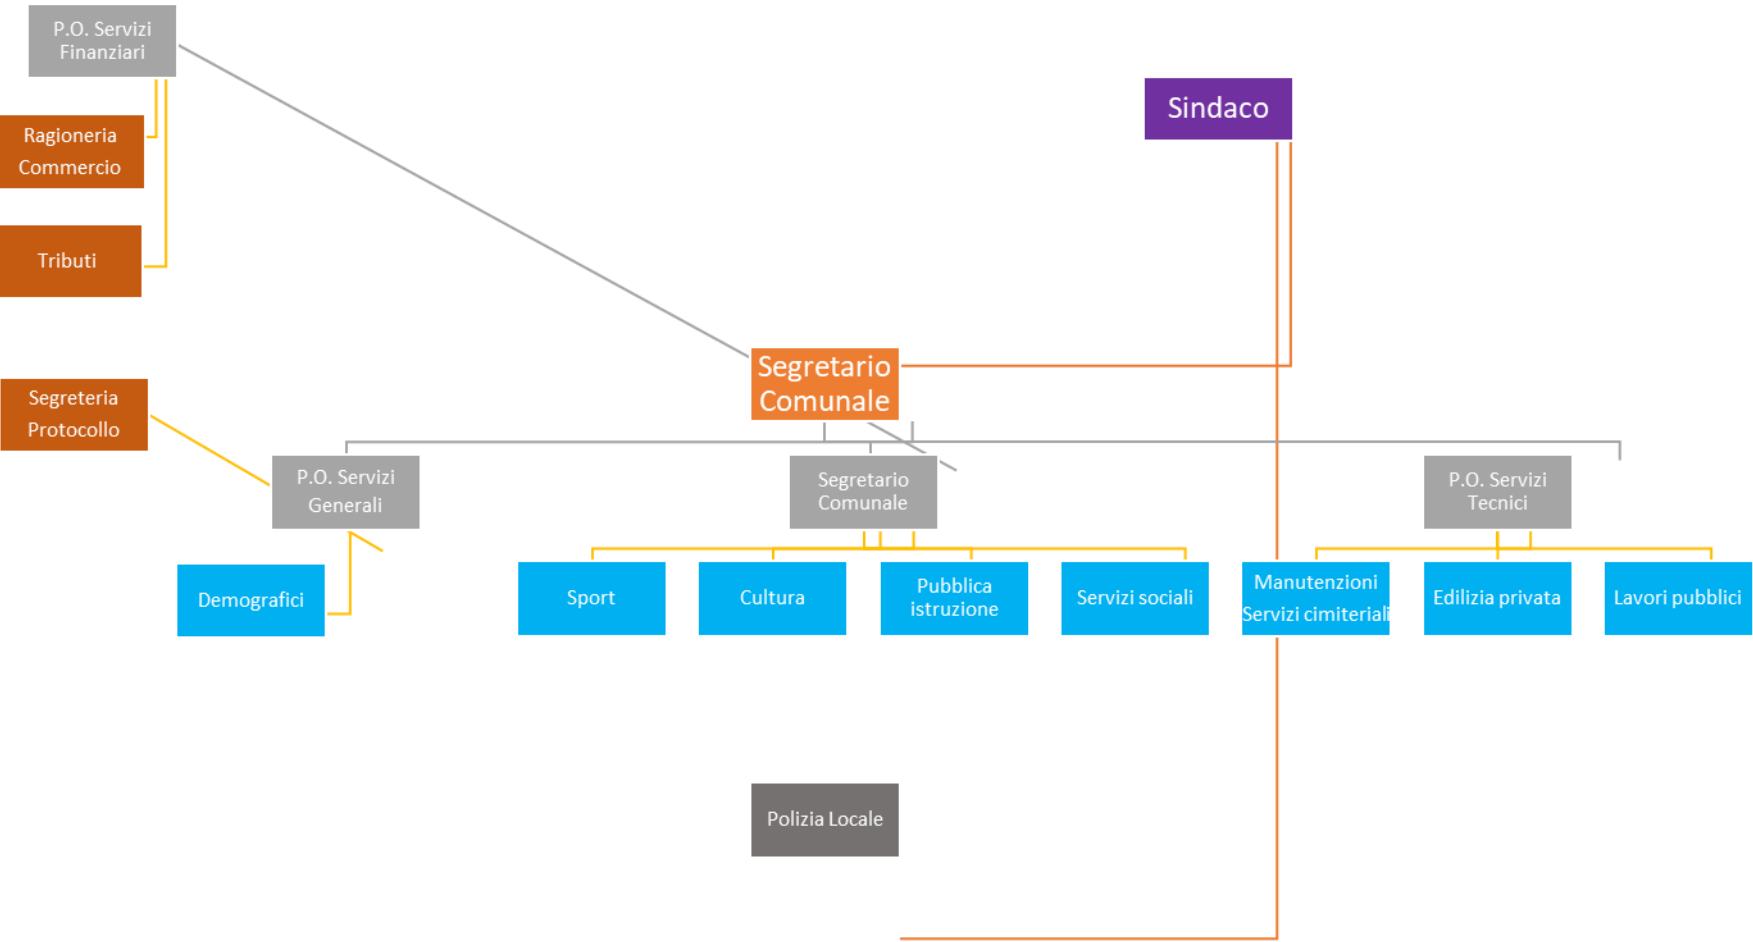 P.O. Servizi
Finanziari
Sindaco
Ragioneria
Commercio
Tributi
Segretario
Comunale
Segreteria
Protocollo
P.O. Servizi
Generali
Segretario
Comunale
P.O. Servizi
Tecnici
Demografici
Sport
Cultura
Pubblica
istruzione
Servizi sociali
Manutenzioni
Servizi cimiteriali
Edilizia privata
Lavori pubblici
Polizia Locale